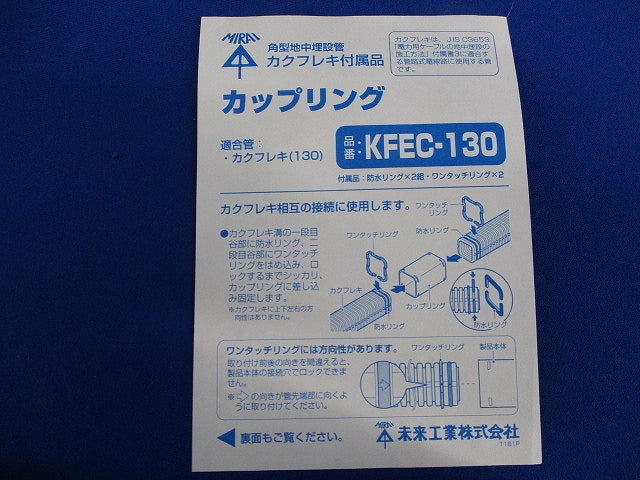 MIRAI
角型地中埋設管
カクフレキ付属品
カクフレキは、JIS C3653
「電力用ケーブルの地中埋設の
施工方法」付属書3に適合す
る管路式電線路に使用する管
です。
カップリング
適合管:
・カクフレキ(130)
品番・KFEC-130
付属品:防水リング×2組・ワンタッチリング×2
カクフレキ相互の接続に使用します。
●カクフレキ溝の一段目
谷部に防水リング、二
段目谷部にワンタッチ
リングをはめ込み、ロ
ックするまでシッカリ、
カップリングに差し込
み固定します。
※カクフレキに上下左右の方
向性はありません。
ワンタッチ
リング
防水リング
ワンタッチリング
カクフレキ
カップリング
防水リング
防水リング
ワンタッチリングには方向性があります。
取り付け前後の向きを間違えると、
製品本体の接続穴でロックできま
せん。
※⇨の向きが管先端部に向くよ
うに取り付けてください。
ワンタッチリング
製品本体
◀裏面もご覧ください。
MIRAI
未来工業株式会社
1181P